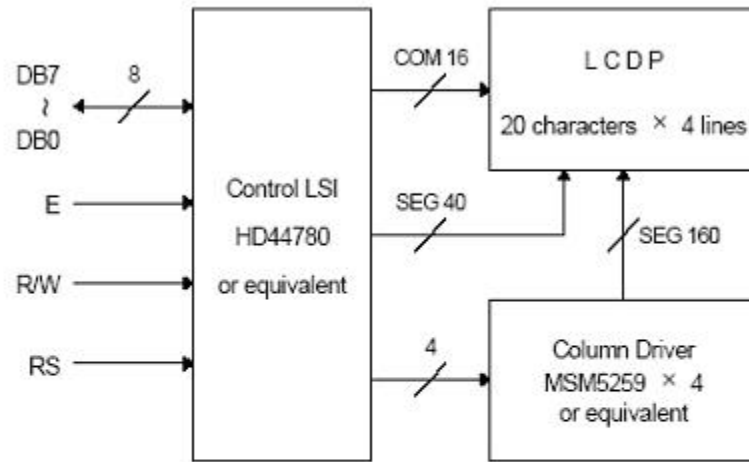 DB7
~
DB0
8
E
R/W
RS
Control LSI
HD44780
or equivalent
COM 16
SEG 40
4
L C D P
20 characters × 4 lines
SEG 160
Column Driver
MSM5259 × 4
or equivalent